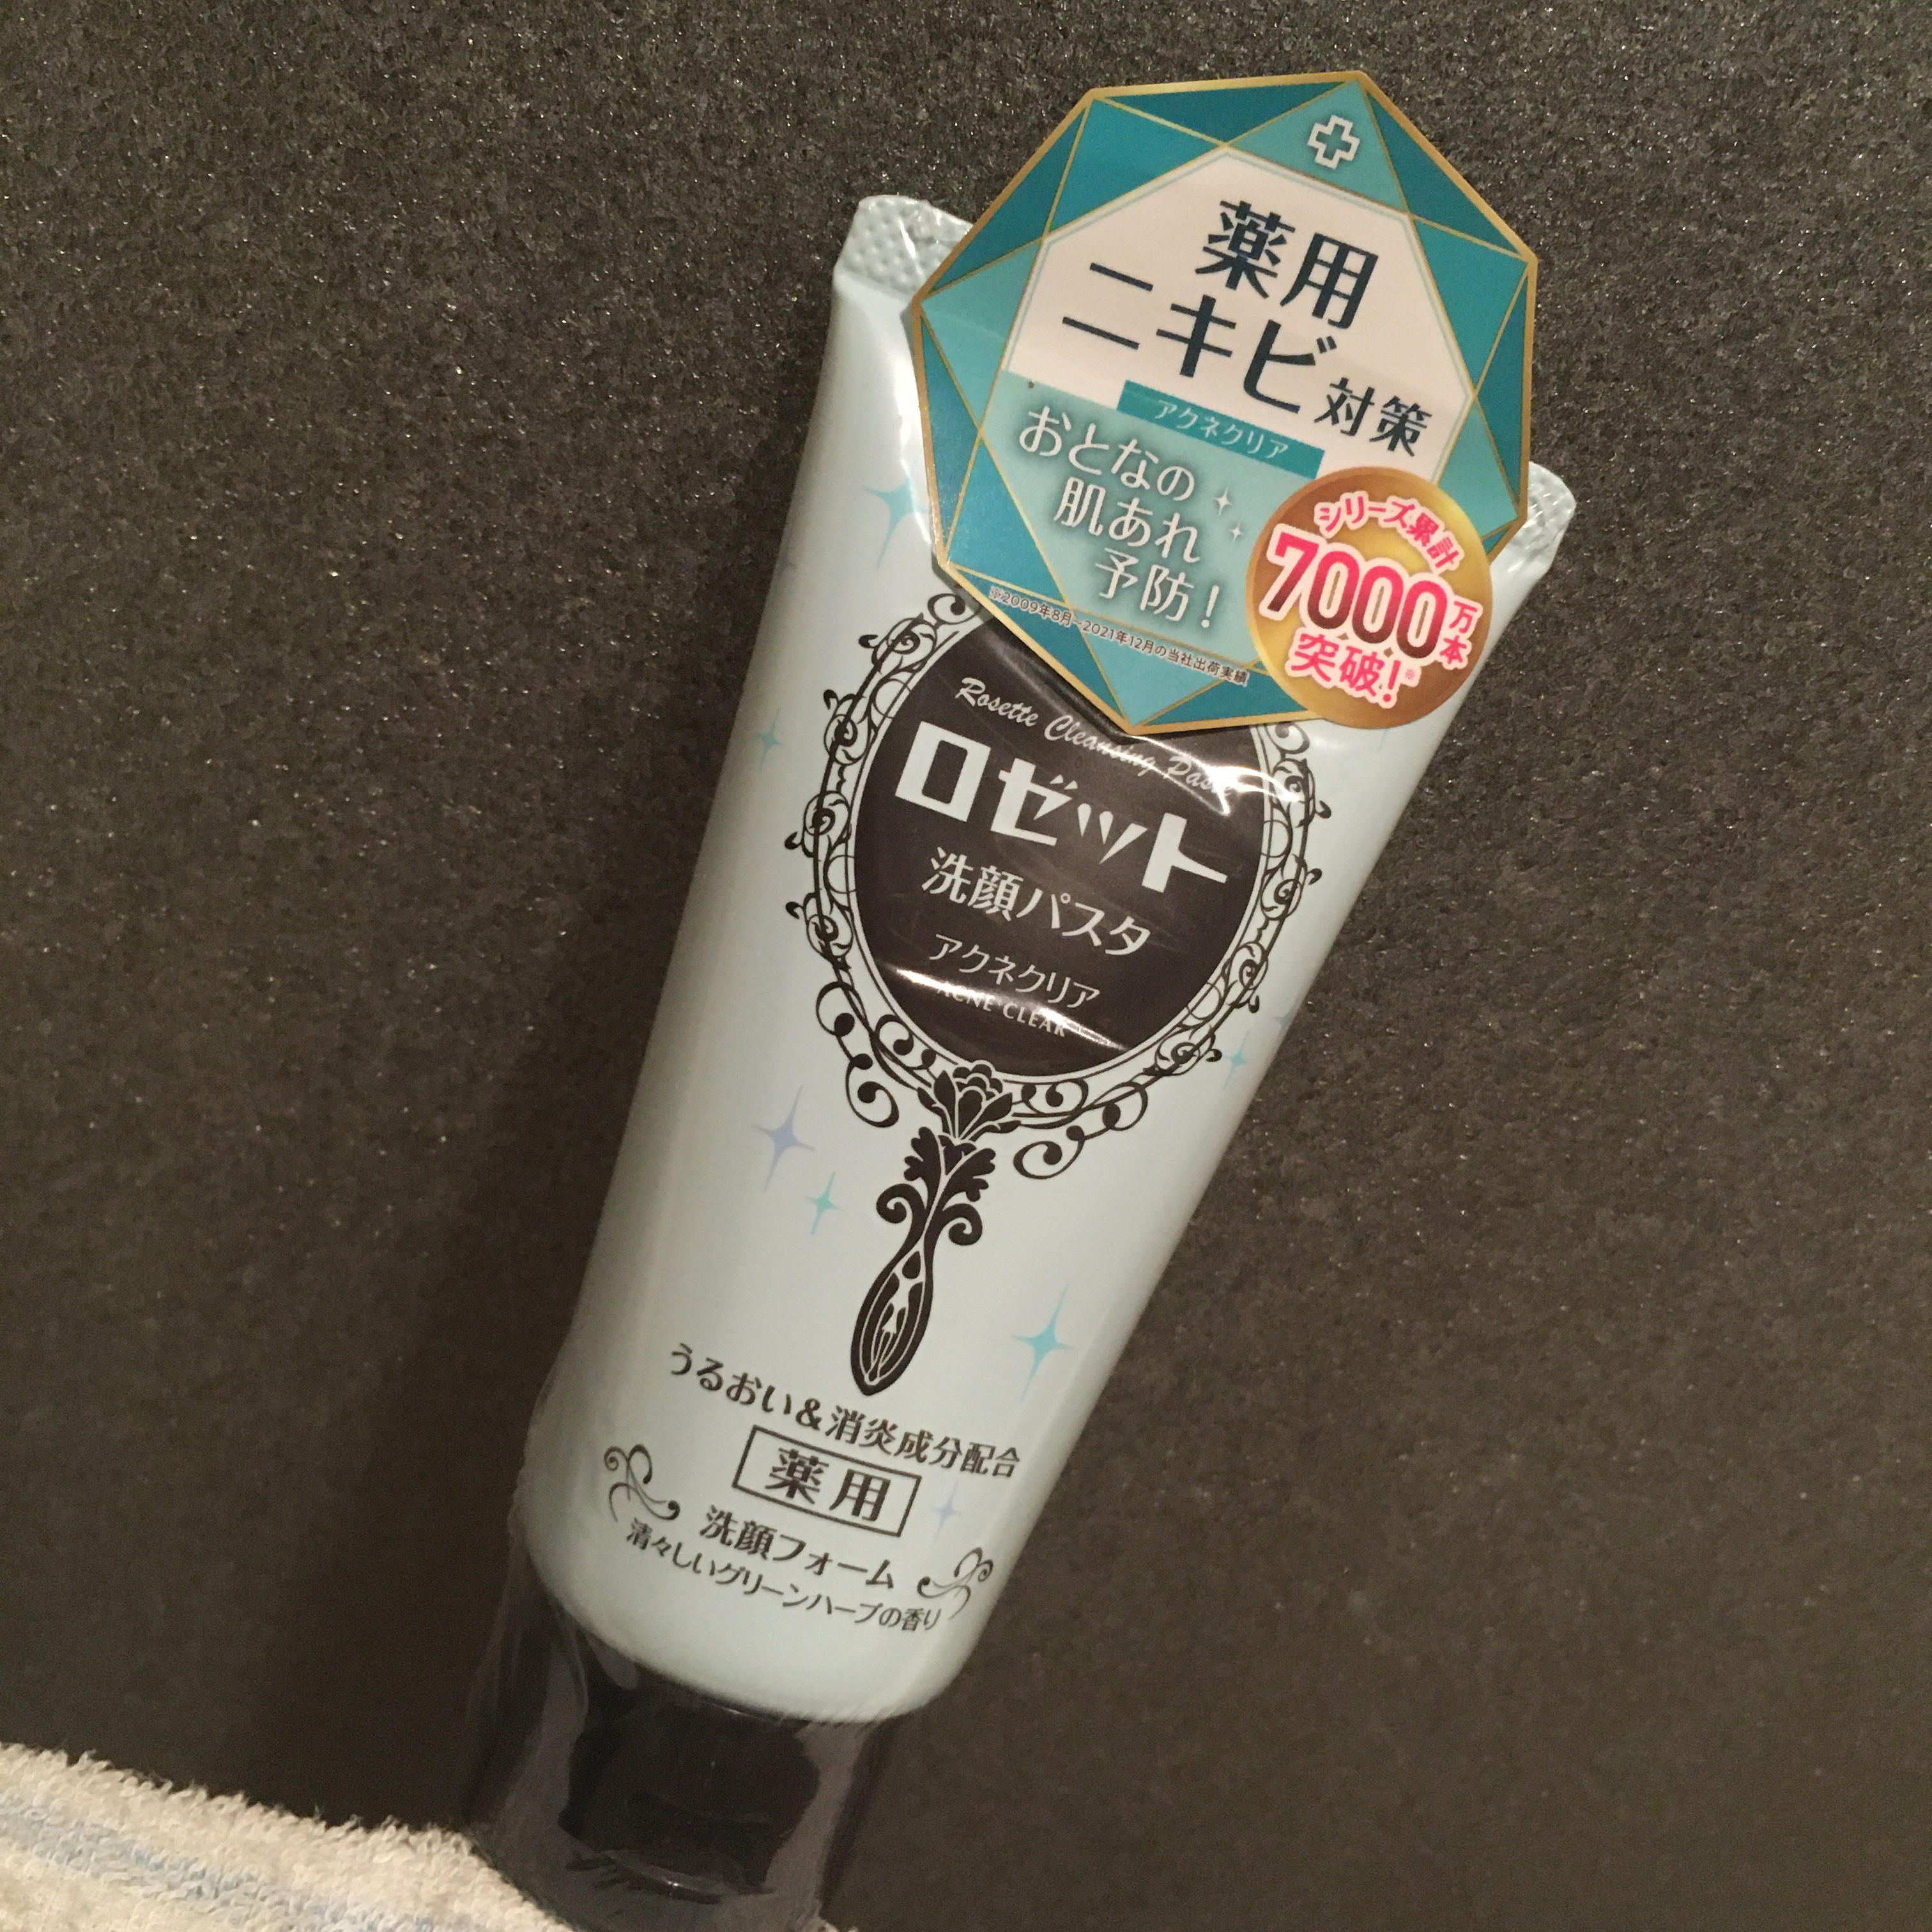 薬用
ニキビ対策
アクネクリア
おとなの
肌あれ
予防!
※2009年8月~2021年12月の当社出荷実績
シリーズ累計
7000万本
突破!※
Rosette Cleansing
ロゼット
洗顔パスタ
アクネクリア
ACNE CLEAR
うるおい&消炎成分配合
薬用
洗顔フォーム
清々しいグリーンハーブの香り